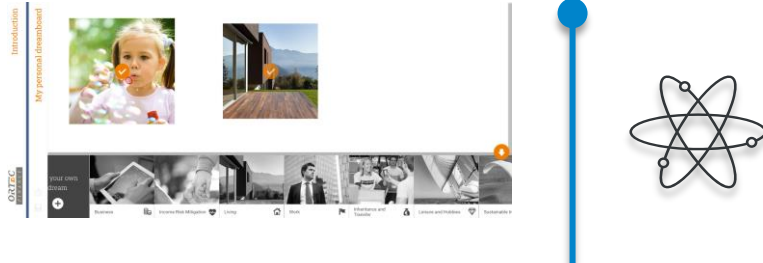 Introduction
My personal dreamboard
ORTEC
your own
dream
Business
Income Risk Mitigation
Living
Work
Inheritance and
Transfer
Leisure and Hobbies
Sustainability